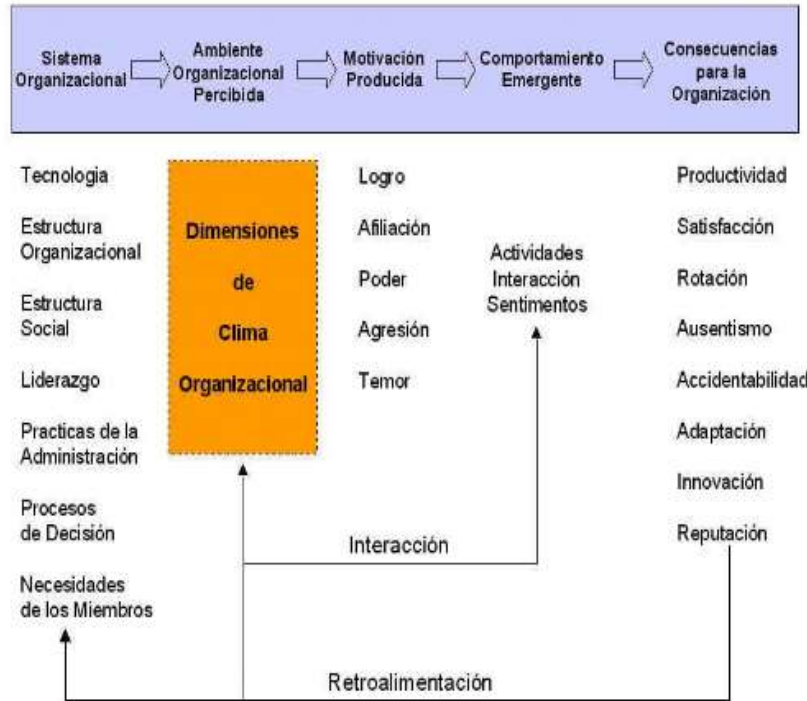 Sistema
Organizacional
Ambiente
Organizacional
Percibida
Motivación
Producida
Comportamiento
Emergente
Consecuencias
para la
Organización
Tecnologia
Estructura
Organizacional
Estructura
Social
Liderazgo
Practicas de la
Administración
Procesos
de Decisión
Necesidades
de los Miembros
Dimensiones
de
Clima
Organizacional
Logro
Afiliación
Poder
Agresión
Temor
Actividades
Interacción
Sentimentos
Productividad
Satisfacción
Rotación
Ausentismo
Accidentabilidad
Adaptación
Innovación
Reputación
Interacción
Retroalimentación